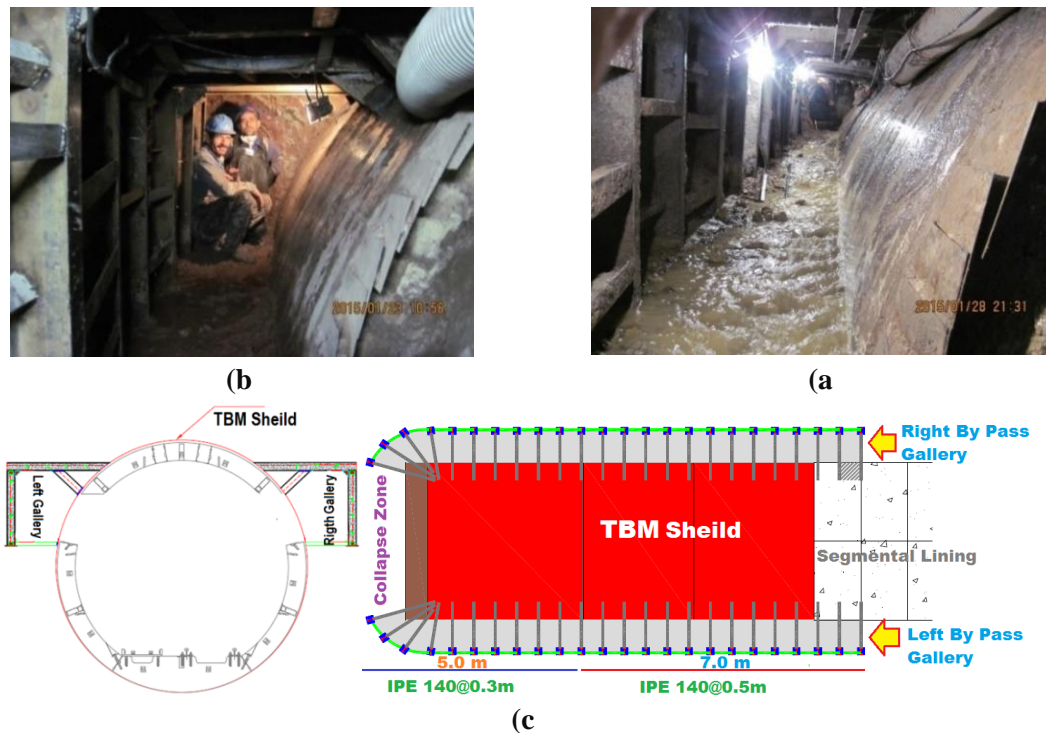 2015/01/23 10:56
2015/01/28 21:31
(b
(a
TBM Sheild
Left Gallery
Rigth Gallery
Right By Pass
Gallery
Collapse Zone
TBM Sheild
Segmental Lining
Left By Pass
Gallery
5.0 m
7.0 m
IPE 140@0.3m
IPE 140@0.5m
(c